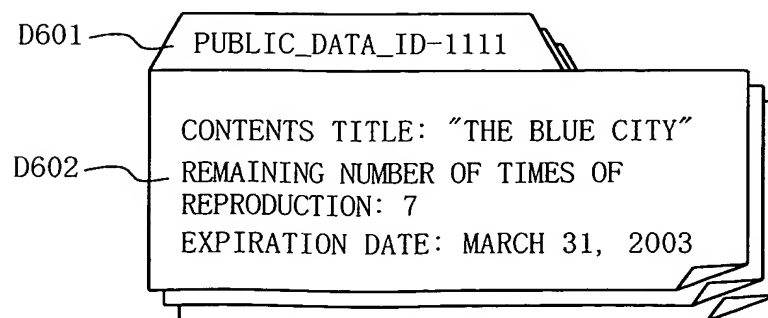 D601
PUBLIC_DATA_ID-1111
CONTENTS TITLE: "THE BLUE CITY"
D602
REMAINING NUMBER OF TIMES OF
REPRODUCTION: 7
EXPIRATION DATE: MARCH 31, 2003